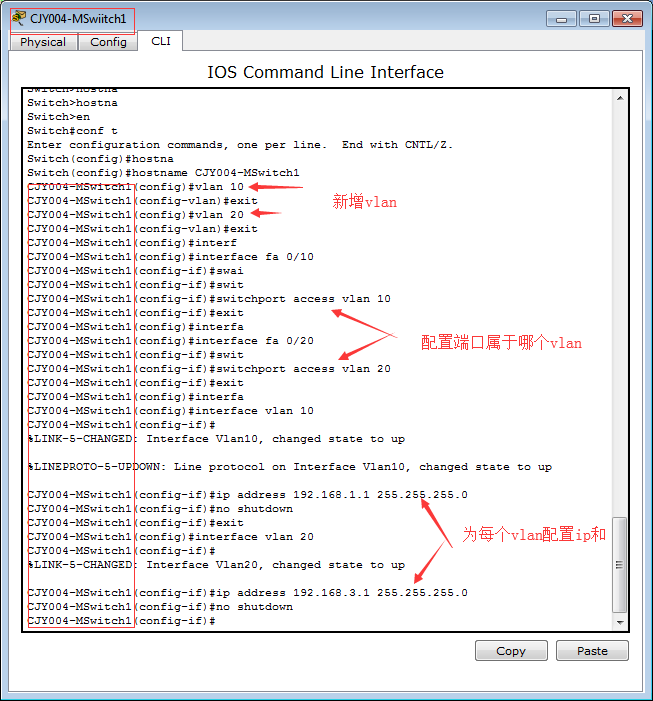 CJY004-MSwiitch1
Physical Config CLI
IOS Command Line Interface
Switch>hostna
Switch>hostna
Switch>en
Switch#conf t
Enter configuration commands, one per line.  End with CNTL/Z.
Switch(config)#hostna
Switch(config)#hostname CJY004-MSwitch1
CJY004-MSwitch1(config)#vlan 10
CJY004-MSwitch1(config-vlan)#exit
新增vlan
CJY004-MSwitch1(config)#vlan 20
CJY004-MSwitch1(config-vlan)#exit
CJY004-MSwitch1(config)#interf
CJY004-MSwitch1(config)#interface fa 0/10
CJY004-MSwitch1(config-if)#swai
CJY004-MSwitch1(config-if)#swit
CJY004-MSwitch1(config-if)#switchport access vlan 10
CJY004-MSwitch1(config-if)#exit
CJY004-MSwitch1(config)#interfa
CJY004-MSwitch1(config)#interface fa 0/20
配置端口属于哪个vlan
CJY004-MSwitch1(config-if)#swit
CJY004-MSwitch1(config-if)#switchport access vlan 20
CJY004-MSwitch1(config-if)#exit
CJY004-MSwitch1(config)#interfa
CJY004-MSwitch1(config)#interface vlan 10
CJY004-MSwitch1(config-if)#
%LINK-5-CHANGED: Interface Vlan10, changed state to up
%LINEPROTO-5-UPDOWN: Line protocol on Interface Vlan10, changed state to up
CJY004-MSwitch1(config-if)#ip address 192.168.1.1 255.255.255.0
CJY004-MSwitch1(config-if)#no shutdown
CJY004-MSwitch1(config-if)#exit
CJY004-MSwitch1(config)#interface vlan 20
为每个vlan配置ip和
CJY004-MSwitch1(config-if)#
%LINK-5-CHANGED: Interface Vlan20, changed state to up
CJY004-MSwitch1(config-if)#ip address 192.168.3.1 255.255.255.0
CJY004-MSwitch1(config-if)#no shutdown
CJY004-MSwitch1(config-if)#
Copy Paste